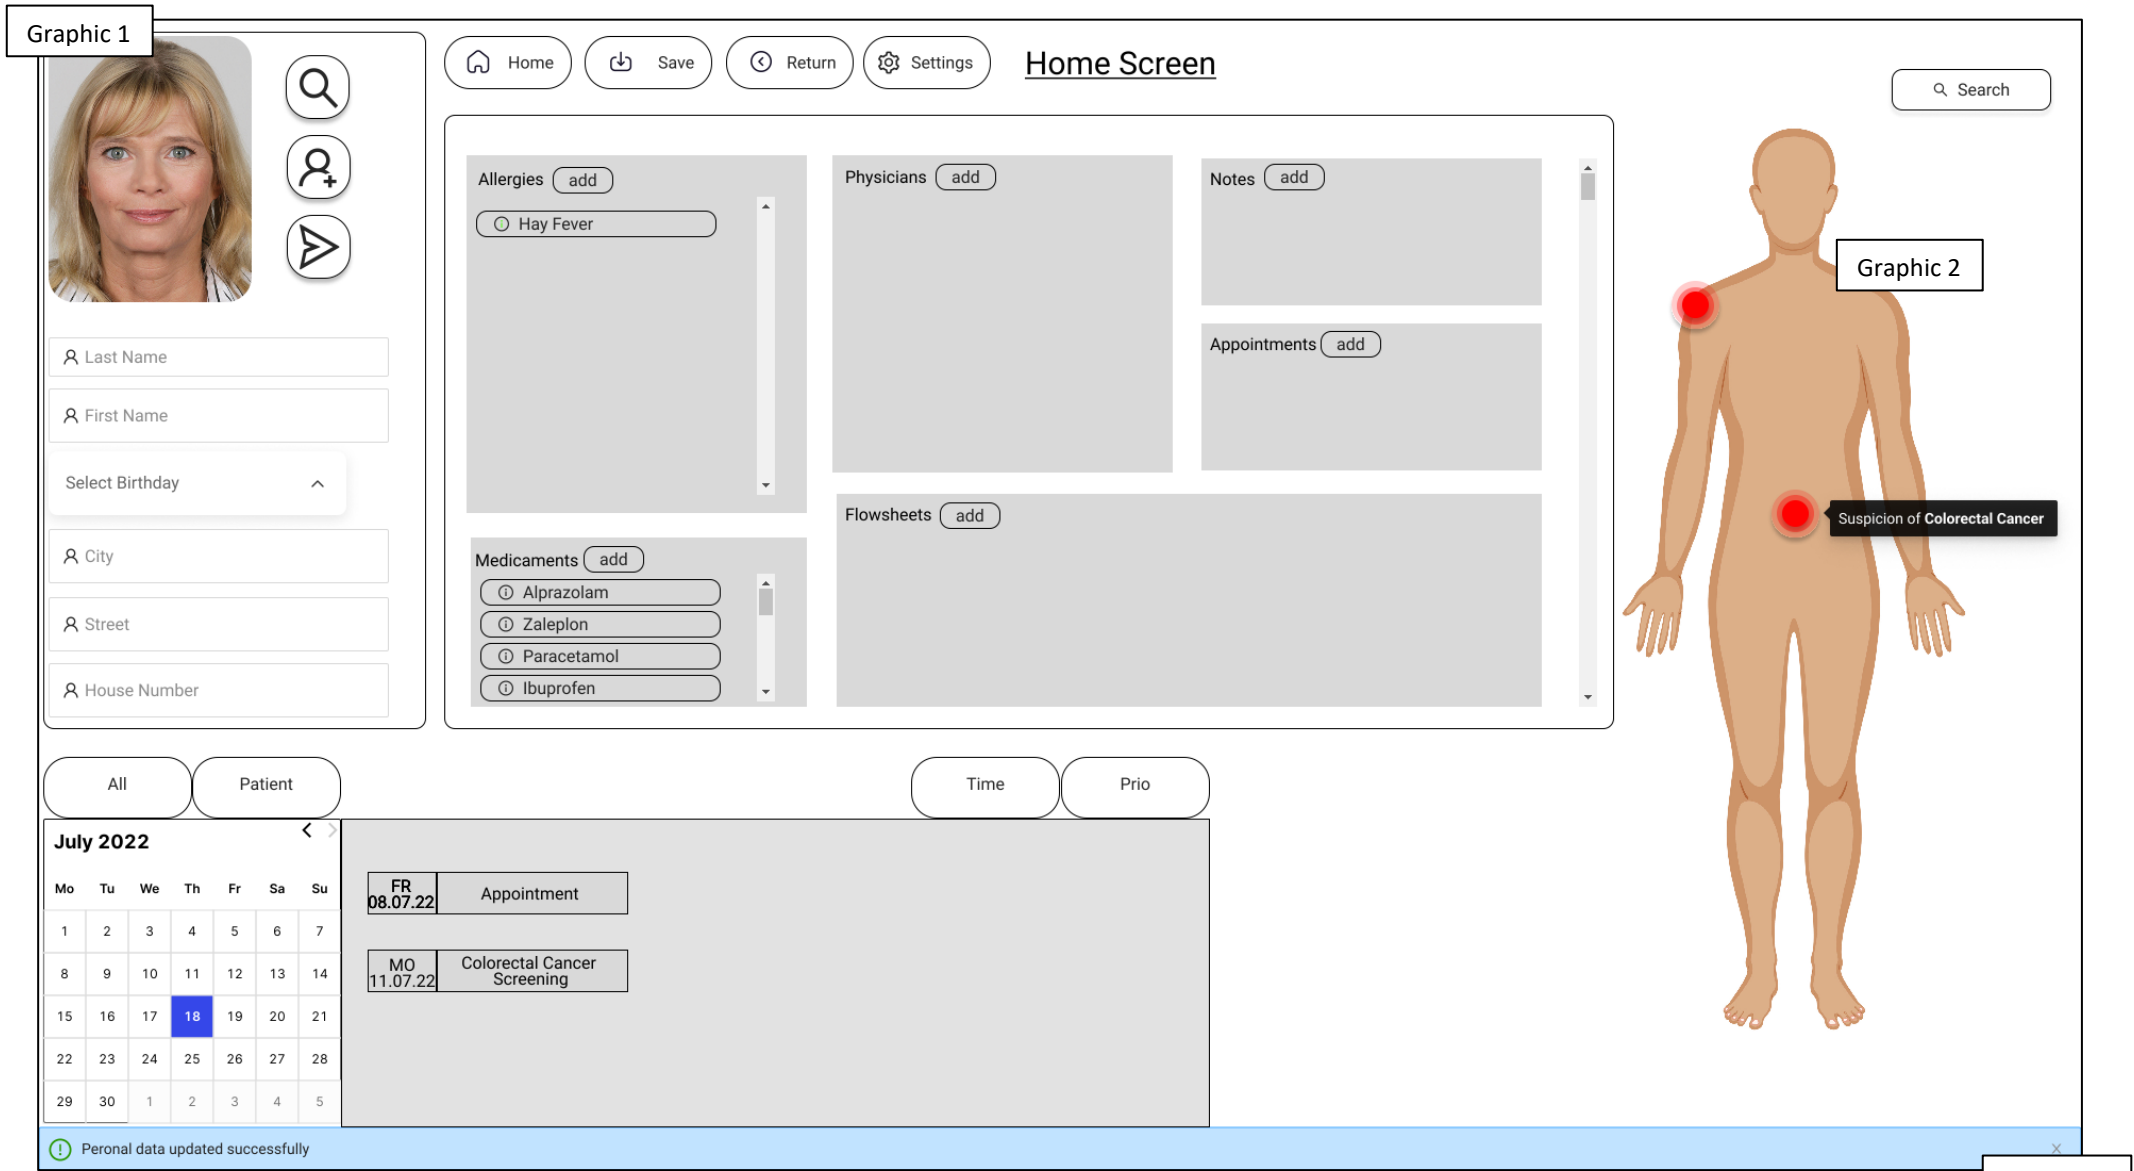 Graphic 1
Home
Save
Return
Settings
Home Screen
Search
Allergies add
Hay Fever
Physicians add
Notes add
Graphic 2
Appointments add
Last Name
First Name
Select Birthday
City
Street
House Number
Medicaments add
Alprazolam
Zaleplon
Paracetamol
Ibuprofen
Flowsheets add
Suspicion of Colorectal Cancer
All
Patient
Time
Prio
July 2022
Mo Tu We Th Fr Sa Su
1 2 3 4 5 6 7
8 9 10 11 12 13 14
15 16 17 18 19 20 21
22 23 24 25 26 27 28
29 30 1 2 3 4 5
FR
08.07.22
Appointment
MO
11.07.22
Colorectal Cancer
Screening
Peronal data updated successfully